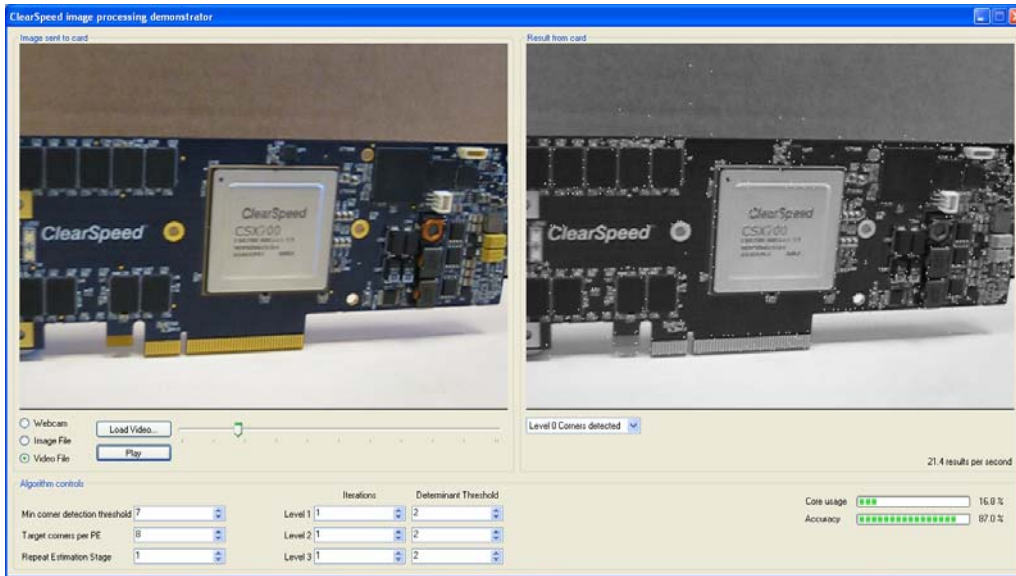 ClearSpeed image processing demonstrator
Image sent to card
Result from card
ClearSpeed
CSX700
ClearSpeed
ClearSpeed
CSX700
ClearSpeed
Webcam
Image File
Video File
Load Video...
Play
Level 0 Corners detected
21.4 results per second
Algorithm controls
Iterations
Determinant Threshold
Min corner detection threshold 7
Level 1 1
2
Target corners per PE 8
Level 2 1
2
Repeat Estimation Stage 1
Level 3 1
2
Core usage 16.0 %
Accuracy 87.0 %